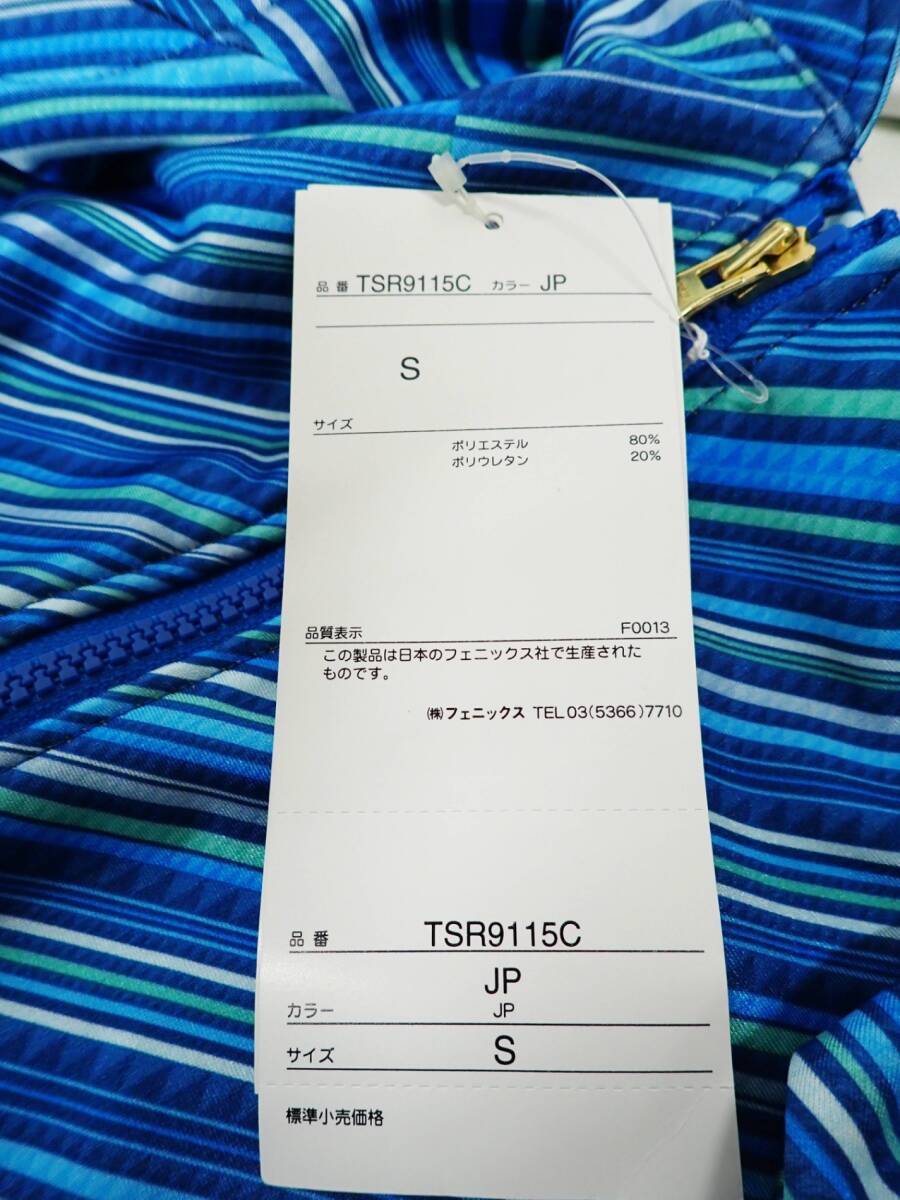 品番 TSR9115C カラー JP
S
サイズ
ポリエステル 80%
ポリウレタン 20%
品質表示 F0013
この製品は日本のフェニックス社で生産された
ものです。
㈱フェニックス TEL 03(5366)7710
品番 TSR9115C
JP
カラー JP
サイズ S
標準小売価格